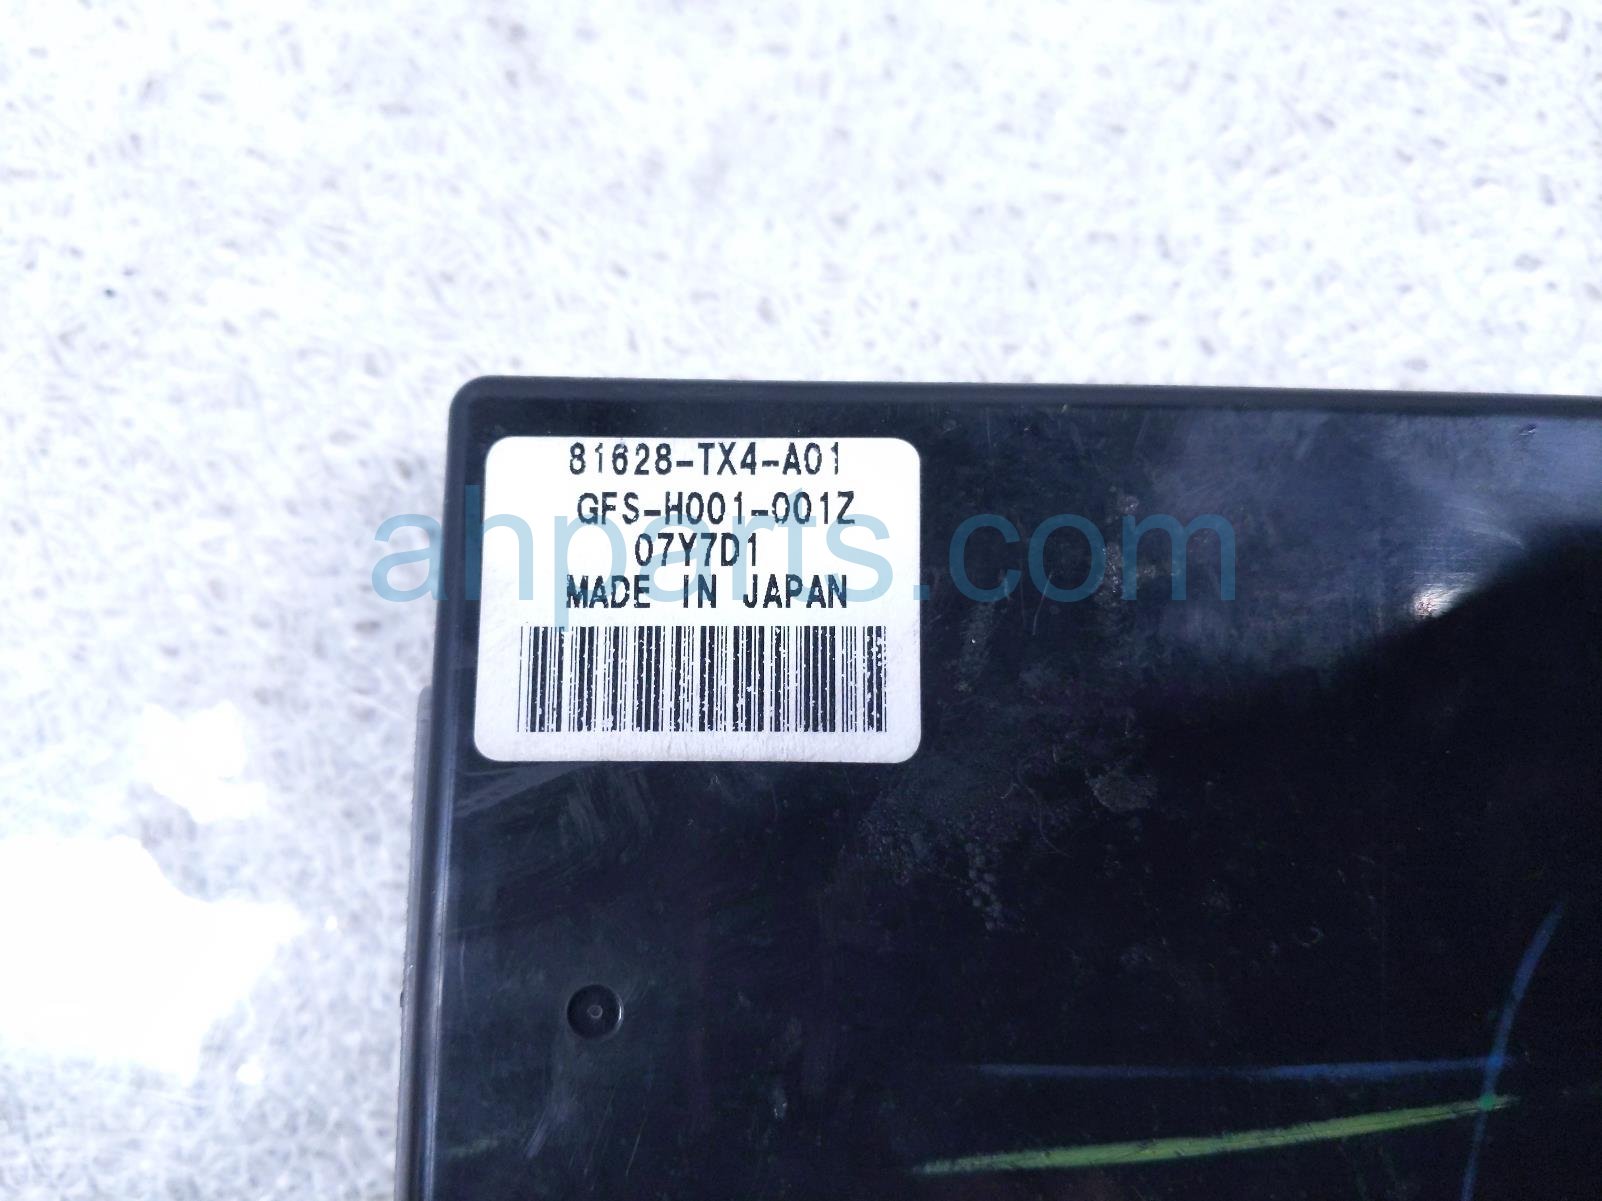 81628-TX4-A01
GFS-H001-001Z
07Y7D1
MADE IN JAPAN
ahparts.com